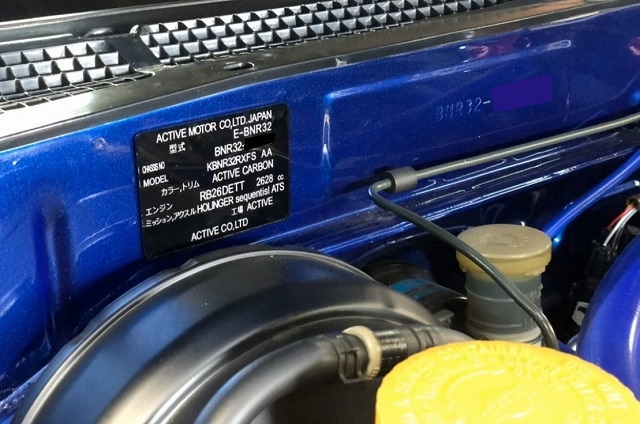 ACTIVE MOTOR CO,LTD.JAPAN.
型式 E-BNR32
CHASSIS NO BNR32-
MODEL KBNR32RXFS AA
カラー,トリム ACTIVE CARBON
エンジン RB26DETT 2628 cc
ミッション,アクスル HOLINGER sequential ATS
工場 ACTIVE
ACTIVE CO,LTD
BNR32-